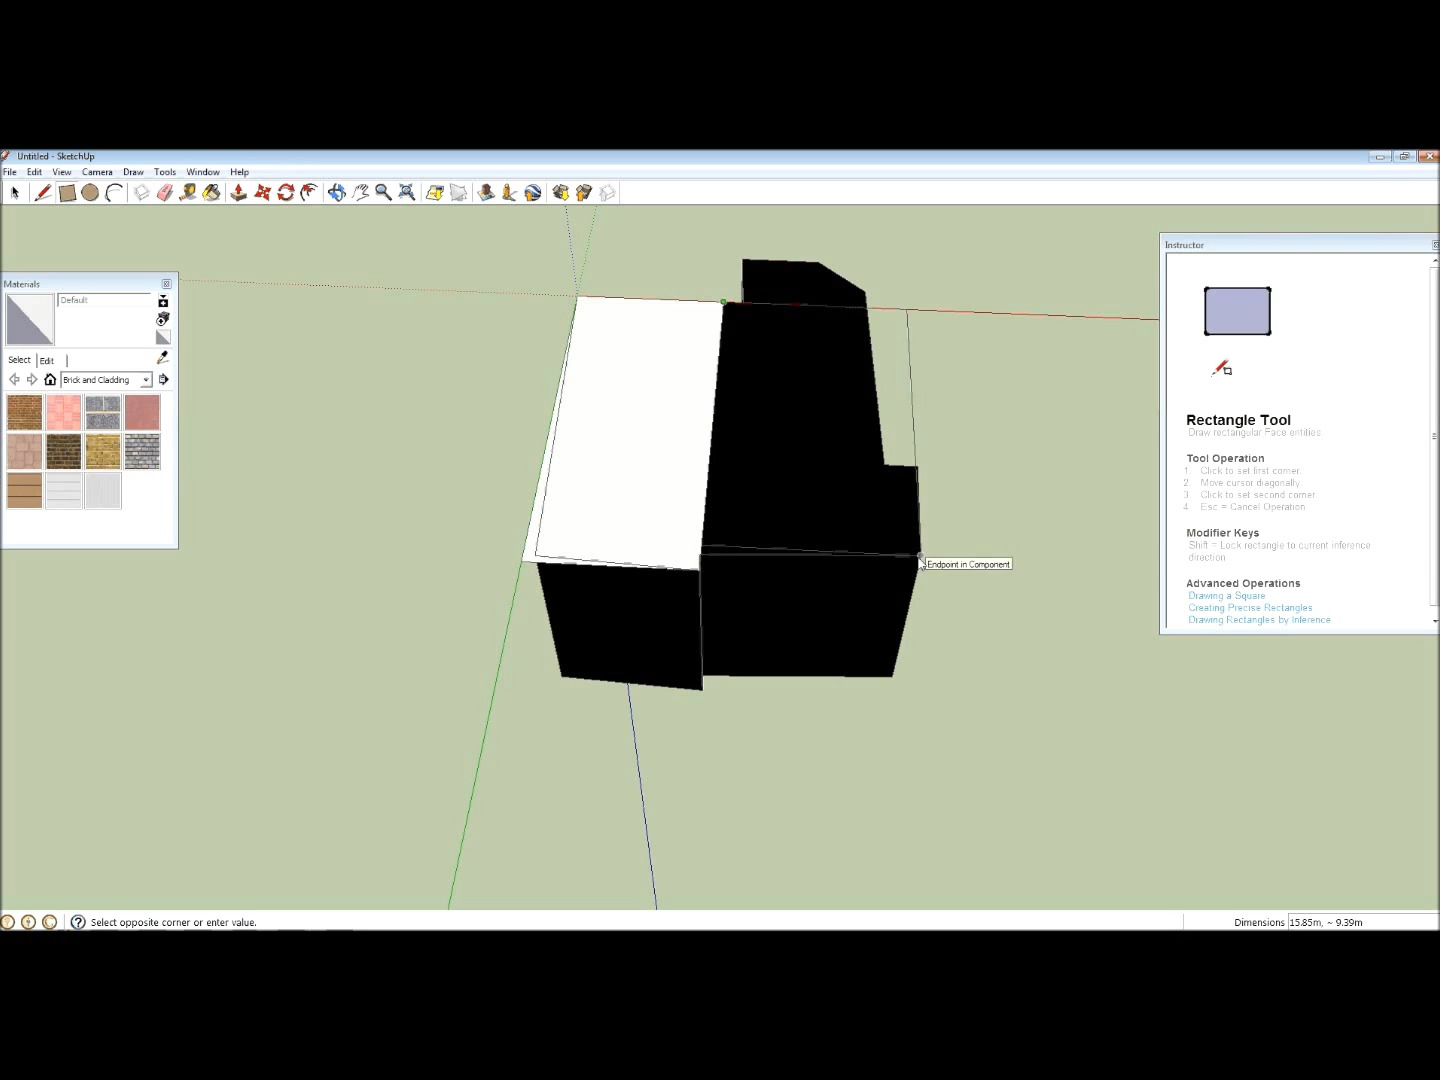 Untitled - SketchUp
File Edit View Camera Draw Tools Window Help
Instructor
Materials
Default
Select Edit
Brick and Cladding
Rectangle Tool
Draw rectangular Face entities.
Tool Operation
1. Click to set first corner.
2. Move cursor diagonally.
3. Click to set second corner.
4. Esc = Cancel Operation
Modifier Keys
Shift = Lock rectangle to current inference
direction
Advanced Operations
Drawing a Square
Creating Precise Rectangles
Drawing Rectangles by Inference
Endpoint in Component
Select opposite corner or enter value.
Dimensions 15.85m, ~ 9.39m